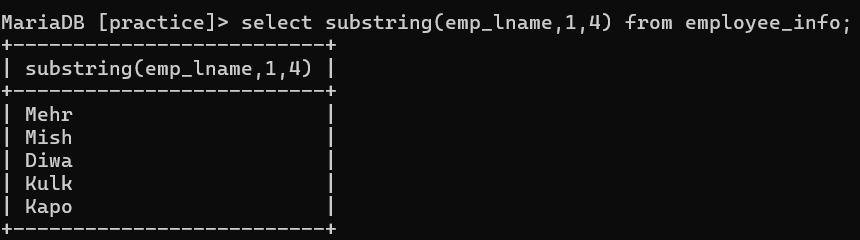 MariaDB [practice]> select substring(emp_lname,1,4) from employee_info;
+--------------------------+
| substring(emp_lname,1,4) |
+--------------------------+
| Mehr                     |
| Mish                     |
| Diwa                     |
| Kulk                     |
| Kapo                     |
+--------------------------+